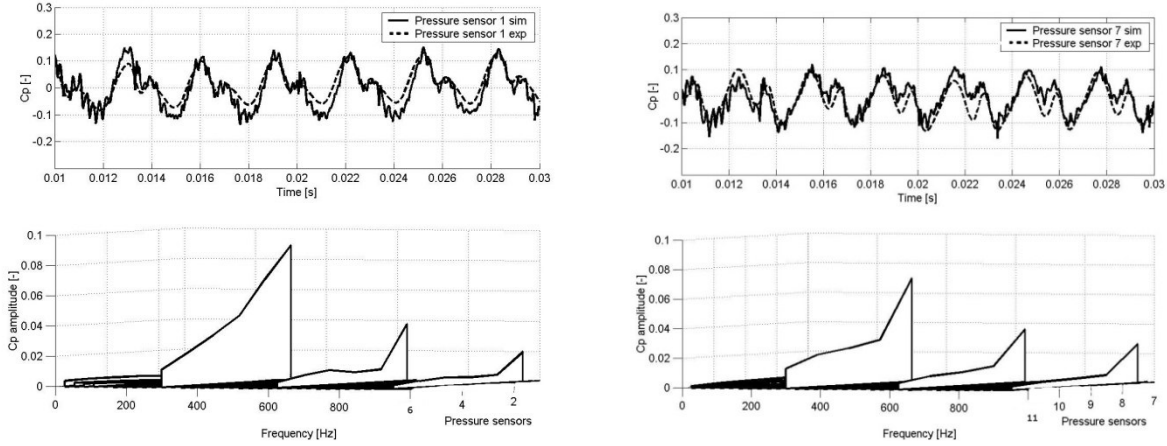 0.3
Pressure sensor 1 sim
Pressure sensor 1 exp
0.2
0.1
0
-0.1
-0.2
Cp [-]
0.01 0.012 0.014 0.016 0.018 0.02 0.022 0.024 0.026 0.028 0.03
Time [s]
0.3
Pressure sensor 7 sim
Pressure sensor 7 exp
0.2
0.1
0
-0.1
-0.2
Cp [-]
0.01 0.012 0.014 0.016 0.018 0.02 0.022 0.024 0.026 0.028 0.03
Time [s]
0.1
0.08
0.06
0.04
0.02
0
Cp amplitude [-]
0 200 400 600 800 6 4 2
Pressure sensors
Frequency [Hz]
0.1
0.08
0.06
0.04
0.02
0
Cp amplitude [-]
0 200 400 600 800 11 10 9 8 7
Pressure sensors
Frequency [Hz]